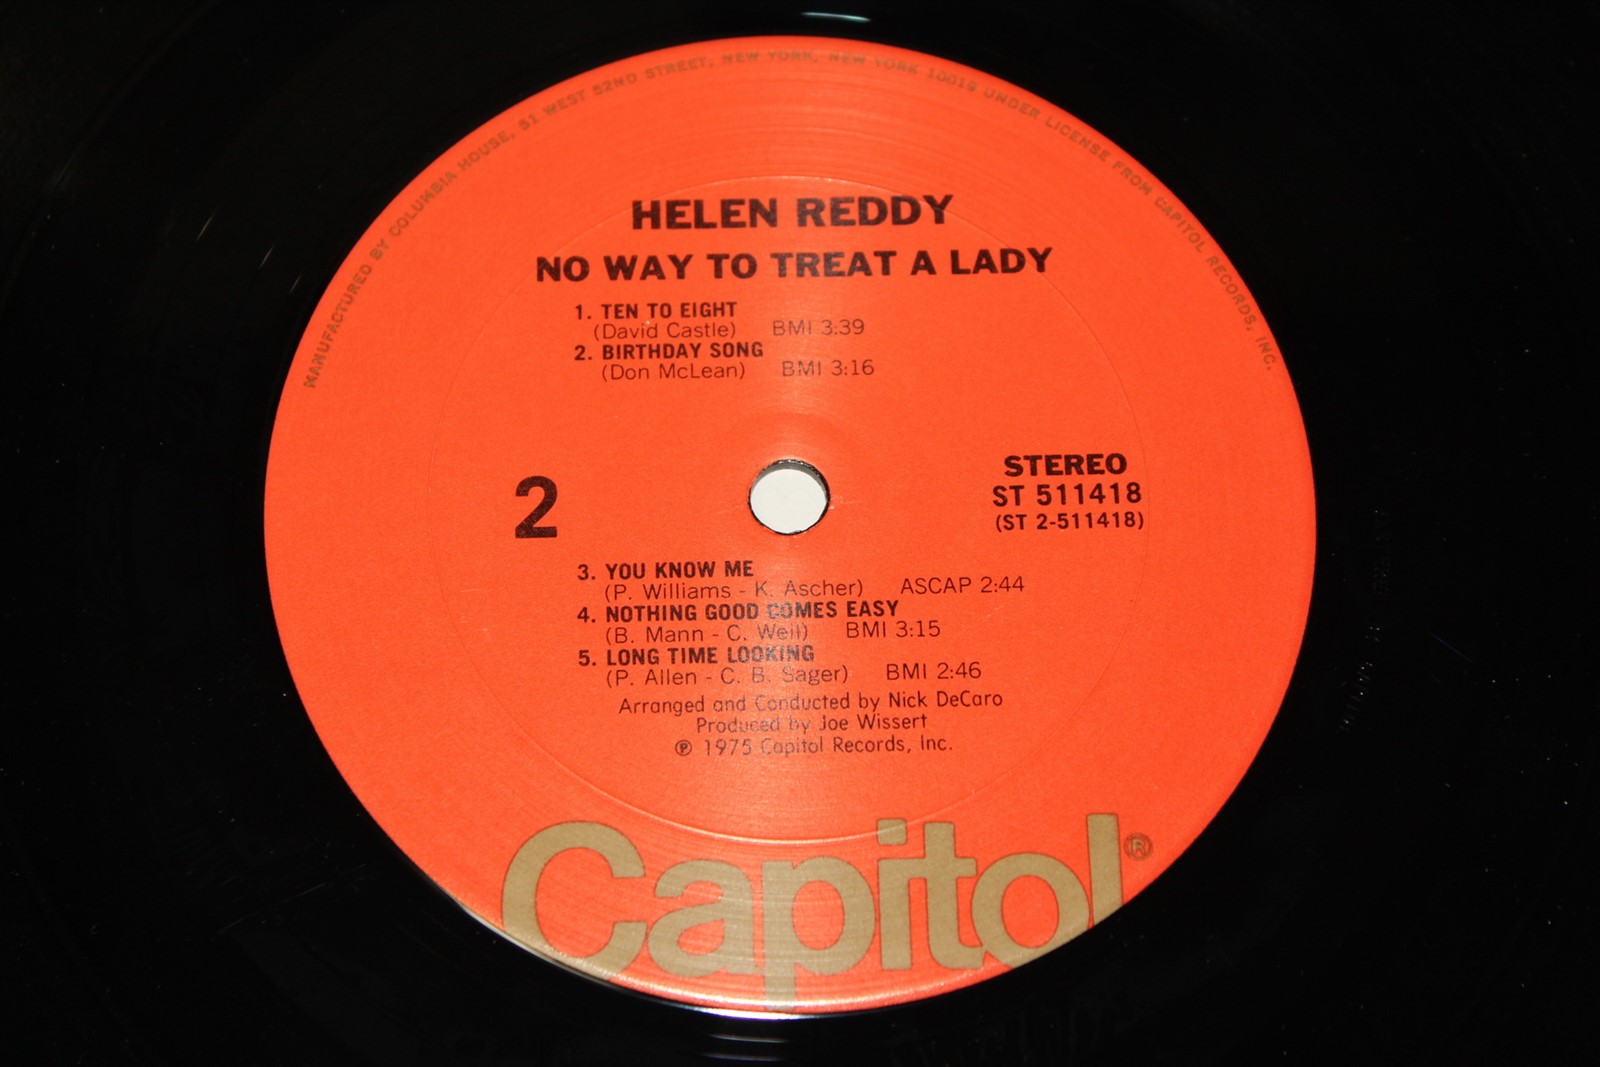 MANUFACTURED BY COLUMBIA HOUSE, 51 WEST 52ND STREET, NEW YORK, NEW YORK 10019 UNDER LICENSE FROM CAPITOL RECORDS, INC.
HELEN REDDY
NO WAY TO TREAT A LADY
1. TEN TO EIGHT
(David Castle) BMI 3:39
2. BIRTHDAY SONG
(Don McLean) BMI 3:16
2
STEREO
ST 511418
(ST 2-511418)
3. YOU KNOW ME
(P. Williams - K. Ascher) ASCAP 2:44
4. NOTHING GOOD COMES EASY
(B. Mann - C. Weil) BMI 3:15
5. LONG TIME LOOKING
(P. Allen - C. B. Sager) BMI 2:46
Arranged and Conducted by Nick DeCaro
Produced by Joe Wissert
℗ 1975 Capitol Records, Inc.
Capitol®